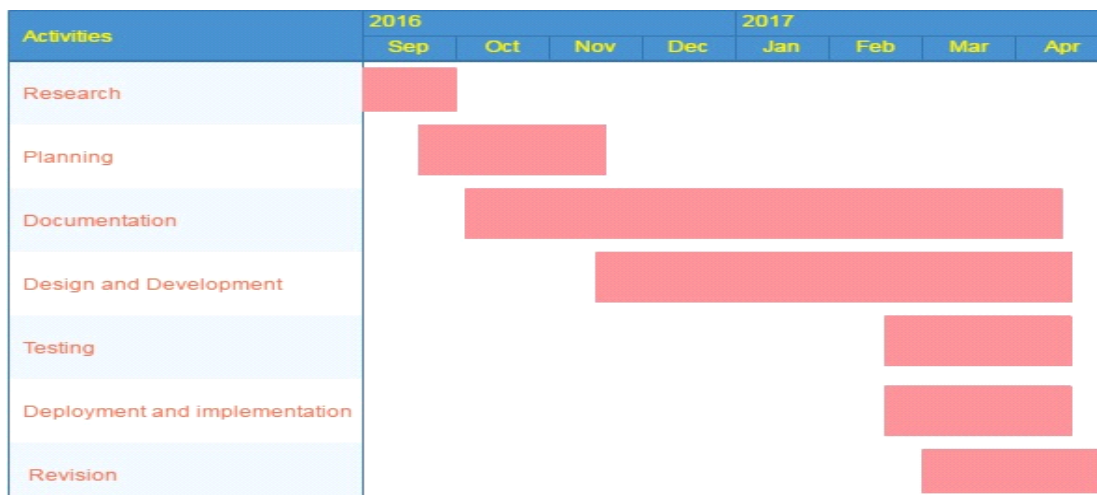 Activities
2016 2017
Sep Oct Nov Dec Jan Feb Mar Apr
Research
Planning
Documentation
Design and Development
Testing
Deployment and implementation
Revision